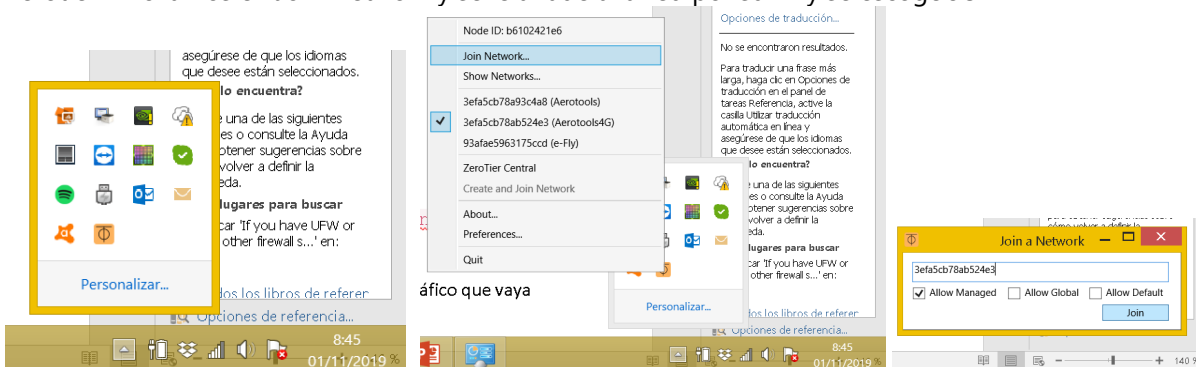 asegúrese de que los idiomas
que desee están seleccionados.
lo encuentra?
una de las siguientes
es o consulte la Ayuda
btener sugerencias sobre
volver a definir la
eda.
lugares para buscar
car 'If you have UFW or
other firewall s...' en:
Personalizar...
dos los libros de referer
Opciones de referencia...
8:45
01/11/2019
%
Node ID: b6102421e6
Join Network...
Show Networks...
3efa5cb78a93c4a8 (Aerotools)
3efa5cb78ab524e3 (Aerotools4G)
93afae5963175ccd (e-Fly)
ZeroTier Central
Create and Join Network
About...
Preferences...
Quit
áfico que vaya
Opciones de traducción...
No se encontraron resultados.
Para traducir una frase más
larga, haga clic en Opciones de
traducción en el panel de
tareas Referencia, active la
casilla Utilizar traducción
automática en línea y
asegúrese de que los idiomas
que desee están seleccionados.
lo encuentra?
una de las siguientes
es o consulte la Ayuda
btener sugerencias sobre
volver a definir la
eda.
lugares para buscar
car 'If you have UFW or
other firewall s...' en:
Personalizar...
dos los libros de referer
Opciones de referencia...
8:45
01/11/2019
%
Join a Network
3efa5cb78ab524e3
Allow Managed Allow Global Allow Default
Join
140 %